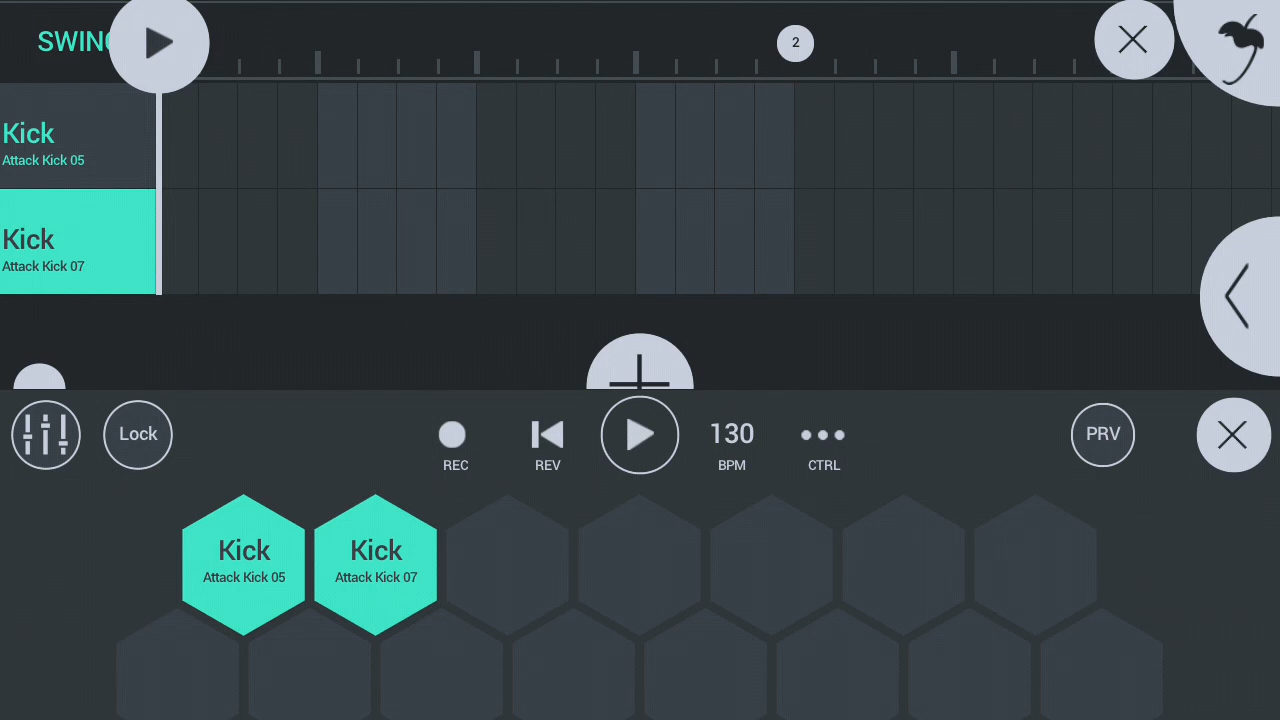 SWING
2
Kick
Attack Kick 05
Kick
Attack Kick 07
Lock
REC
REV
130
BPM
CTRL
PRV
Kick
Attack Kick 05
Kick
Attack Kick 07